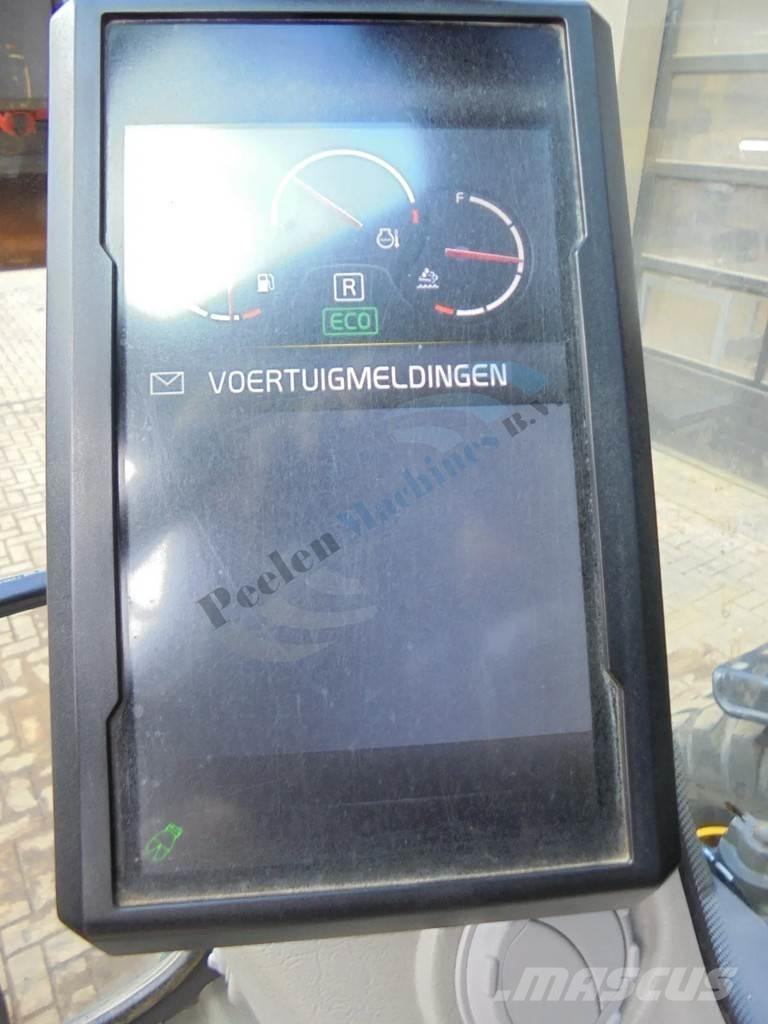 F
R
ECO
VOERTUIGMELDINGEN
Peelen Machines B.V.
MASCUS